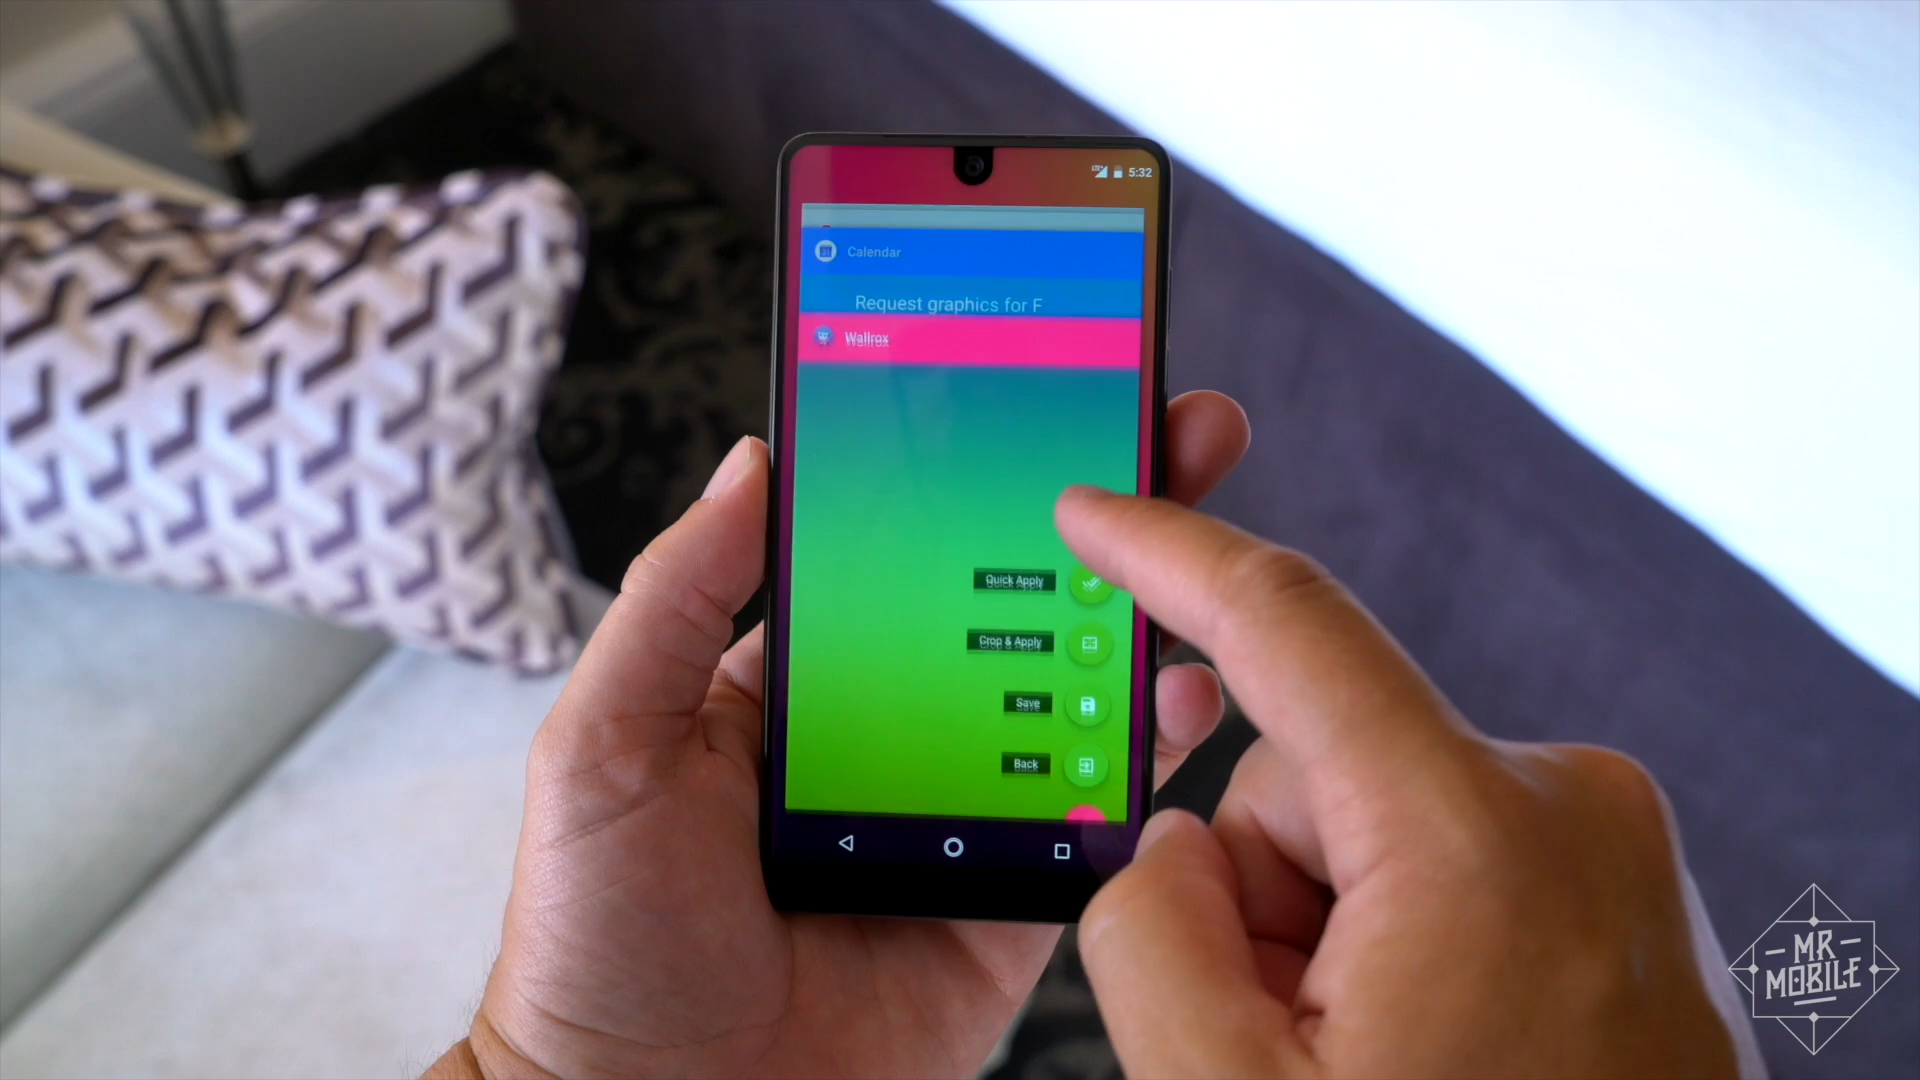 5:32
Calendar
Request graphics for F
Wallrox
Quick Apply
Crop & Apply
Save
Back
MR
MOBILE